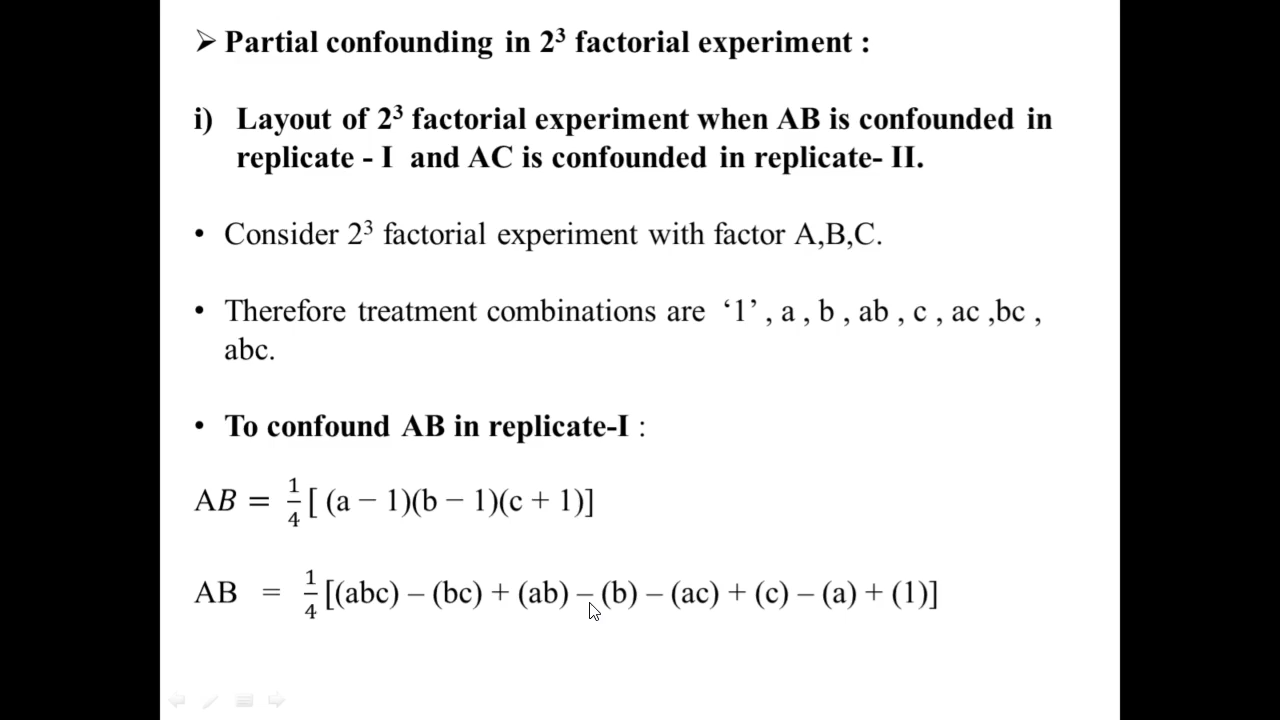 ➢ Partial confounding in 2³ factorial experiment :
i) Layout of 2³ factorial experiment when AB is confounded in
replicate - I and AC is confounded in replicate- II.
• Consider 2³ factorial experiment with factor A,B,C.
• Therefore treatment combinations are ‘1’ , a , b , ab , c , ac ,bc ,
abc.
• To confound AB in replicate-I :
AB = 1/4 [ (a − 1)(b − 1)(c + 1)]
AB = 1/4 [(abc) – (bc) + (ab) – (b) – (ac) + (c) – (a) + (1)]